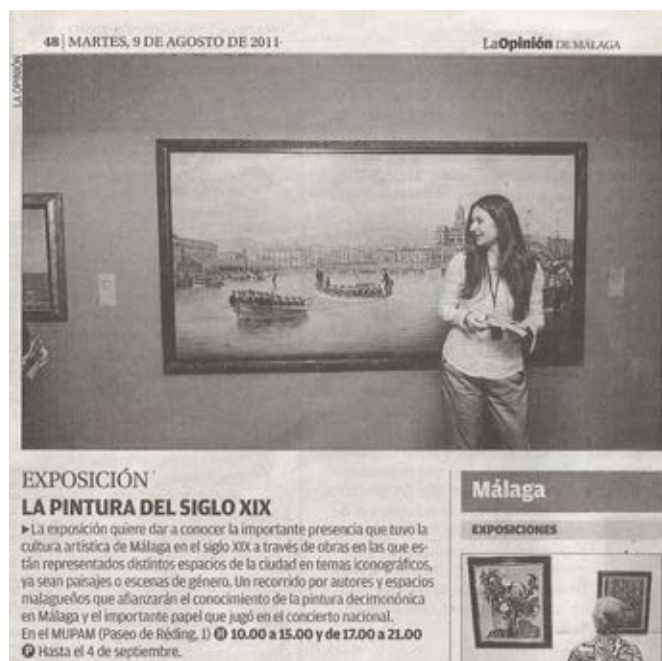 48 | MARTES, 9 DE AGOSTO DE 2011
LaOpinión DE MÁLAGA
LA OPINIÓN
EXPOSICIÓN
LA PINTURA DEL SIGLO XIX
▶La exposición quiere dar a conocer la importante presencia que tuvo la
cultura artística de Málaga en el siglo XIX a través de obras en las que es-
tán representados distintos espacios de la ciudad en temas iconográficos,
ya sean paisajes o escenas de género. Un recorrido por autores y espacios
malagueños que afianzarán el conocimiento de la pintura decimonónica
en Málaga y el importante papel que jugó en el concierto nacional.
En el MUPAM (Paseo de Réding, 1) H 10.00 a 15.00 y de 17.00 a 21.00
P Hasta el 4 de septiembre.
Málaga
EXPOSICIONES